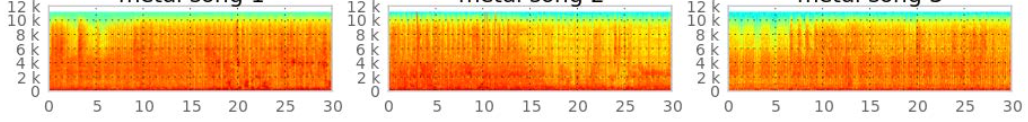 metal song 1 metal song 2 metal song 3
12 k 12 k 12 k
10 k 10 k 10 k
8 k 8 k 8 k
6 k 6 k 6 k
4 k 4 k 4 k
2 k 2 k 2 k
0 0 0
0 5 10 15 20 25 30 0 5 10 15 20 25 30 0 5 10 15 20 25 30